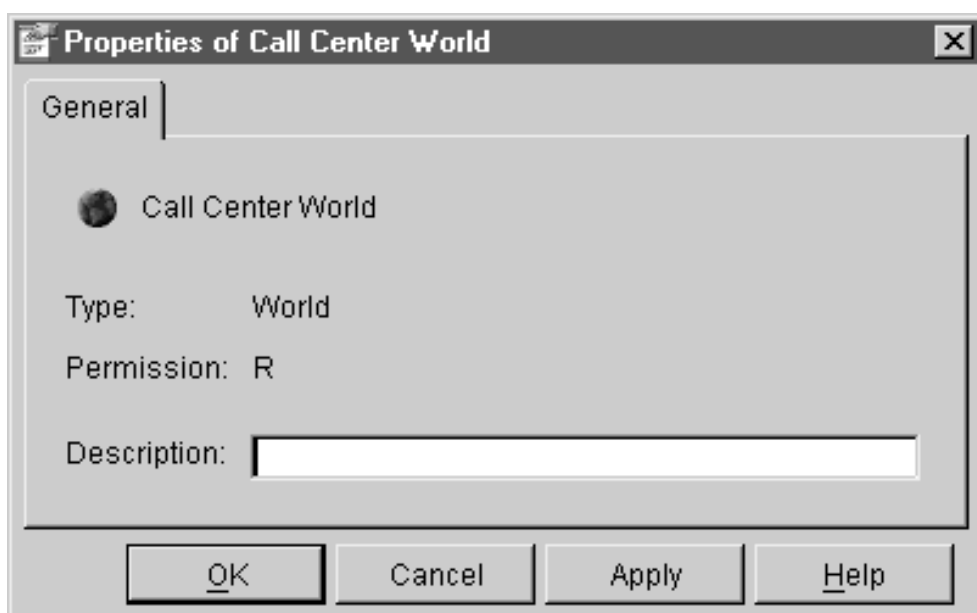 Properties of Call Center World
General
Call Center World
Type: World
Permission: R
Description:
OK Cancel Apply Help